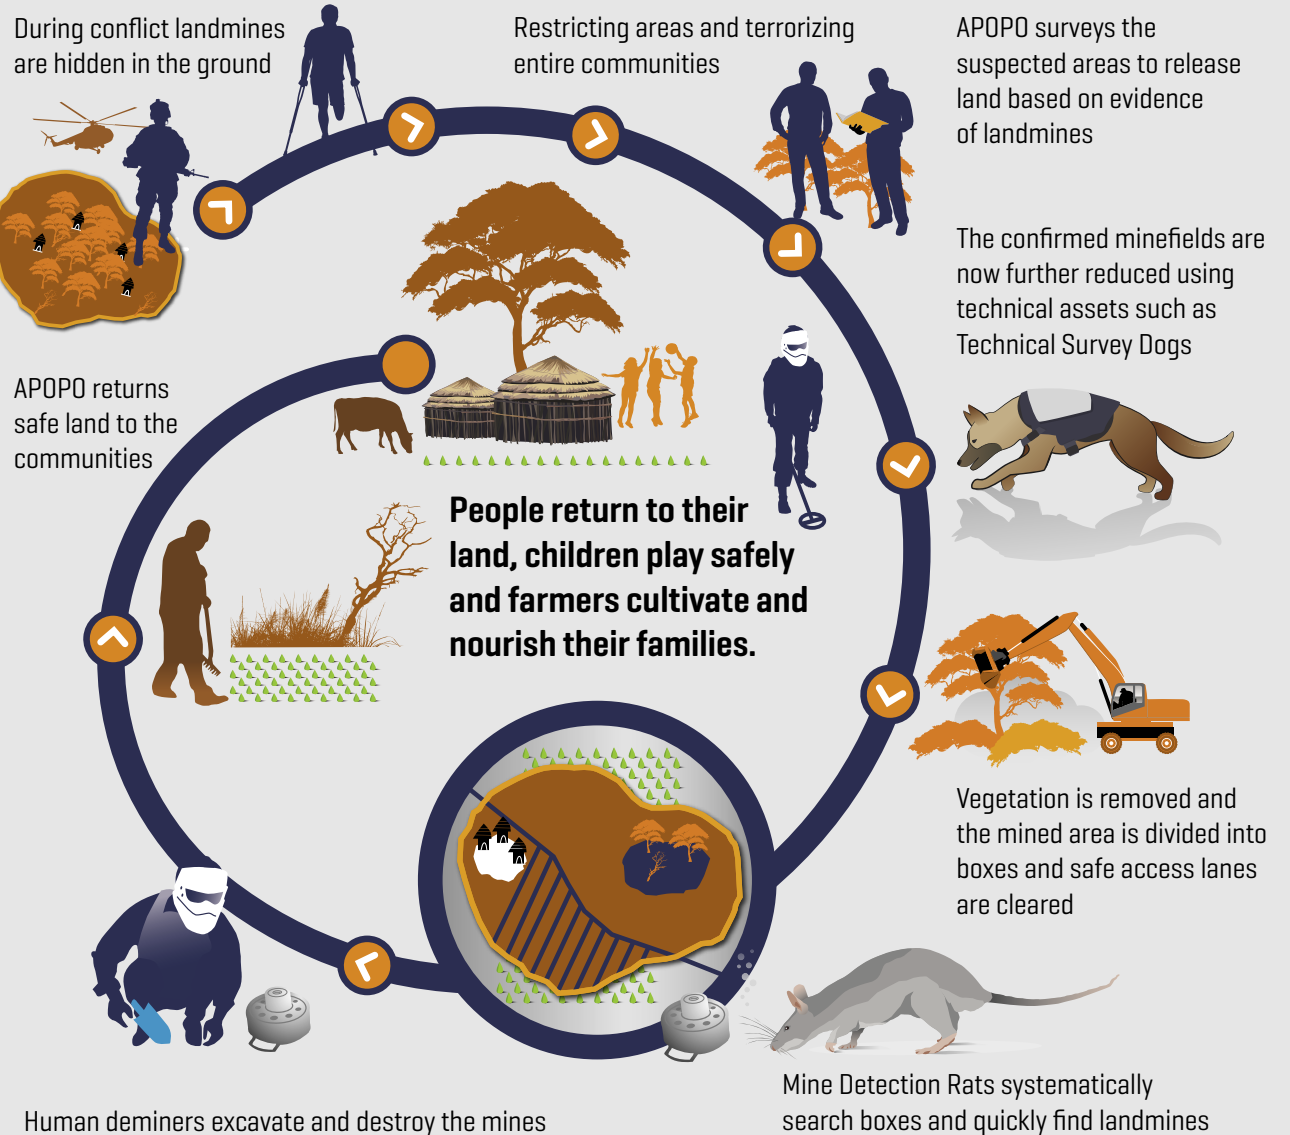 During conflict landmines
are hidden in the ground
Restricting areas and terrorizing
entire communities
APOPO surveys the
suspected areas to release
land based on evidence
of landmines
The confirmed minefields are
now further reduced using
technical assets such as
Technical Survey Dogs
Vegetation is removed and
the mined area is divided into
boxes and safe access lanes
are cleared
Mine Detection Rats systematically
search boxes and quickly find landmines
Human deminers excavate and destroy the mines
APOPO returns
safe land to the
communities
People return to their
land, children play safely
and farmers cultivate and
nourish their families.